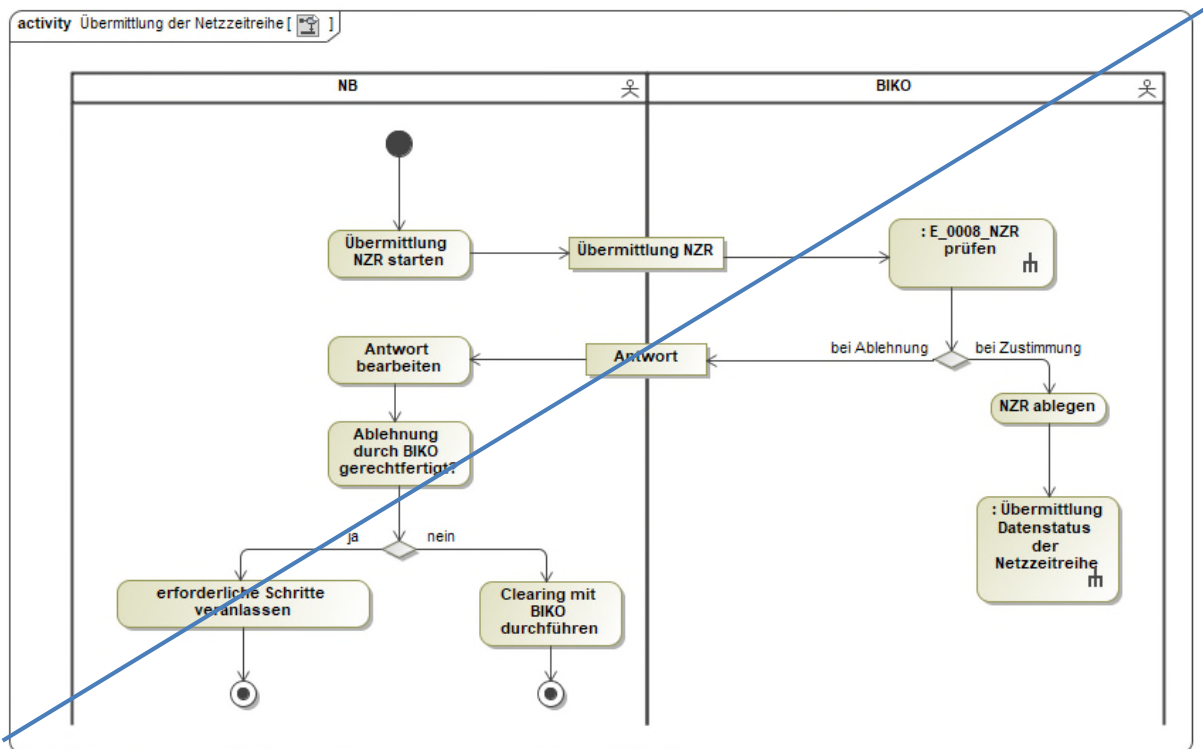 activity Übermittlung der Netzzeitreihe [ ]
NB
BIKO
Übermittlung
NZR starten
Übermittlung NZR
: E_0008_NZR
prüfen
Antwort
bearbeiten
Antwort
bei Ablehnung
bei Zustimmung
NZR ablegen
Ablehnung
durch BIKO
gerechtfertigt?
: Übermittlung
Datenstatus
der
Netzzeitreihe
ja
nein
erforderliche Schritte
veranlassen
Clearing mit
BIKO
durchführen